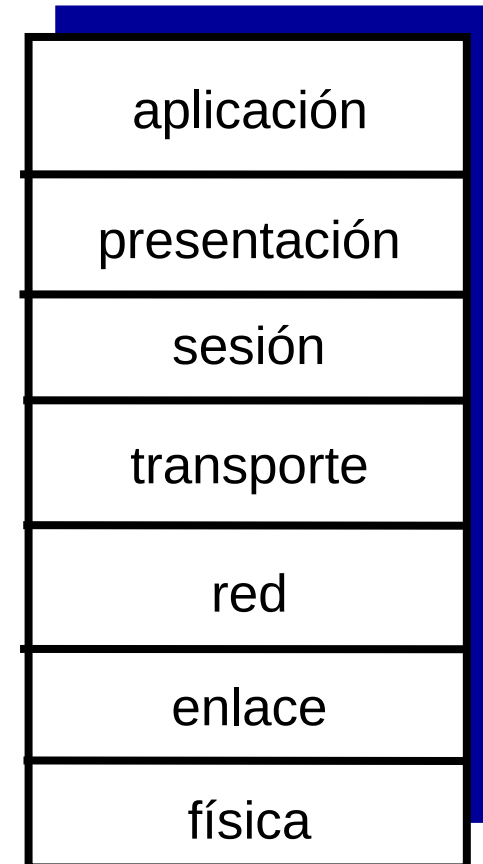 aplicación
presentación
sesión
transporte
red
enlace
física